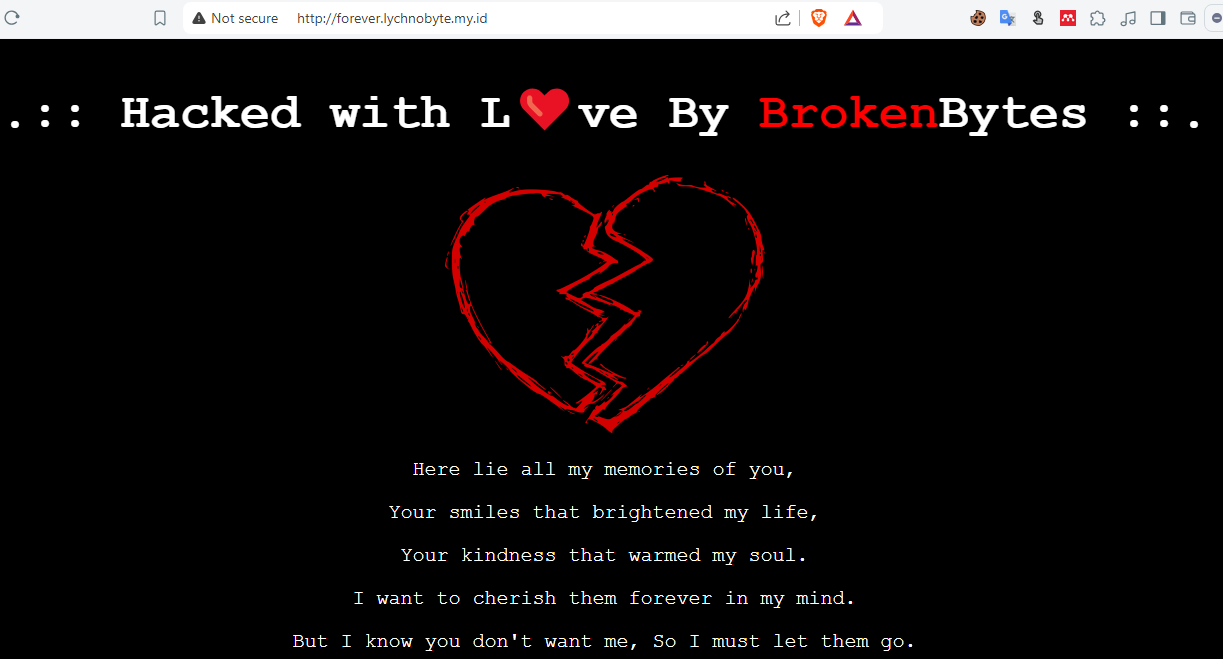 Not secure http://forever.lychnobyte.my.id
.:: Hacked with L❤ve By BrokenBytes ::.
Here lie all my memories of you,
Your smiles that brightened my life,
Your kindness that warmed my soul.
I want to cherish them forever in my mind.
But I know you don't want me, So I must let them go.